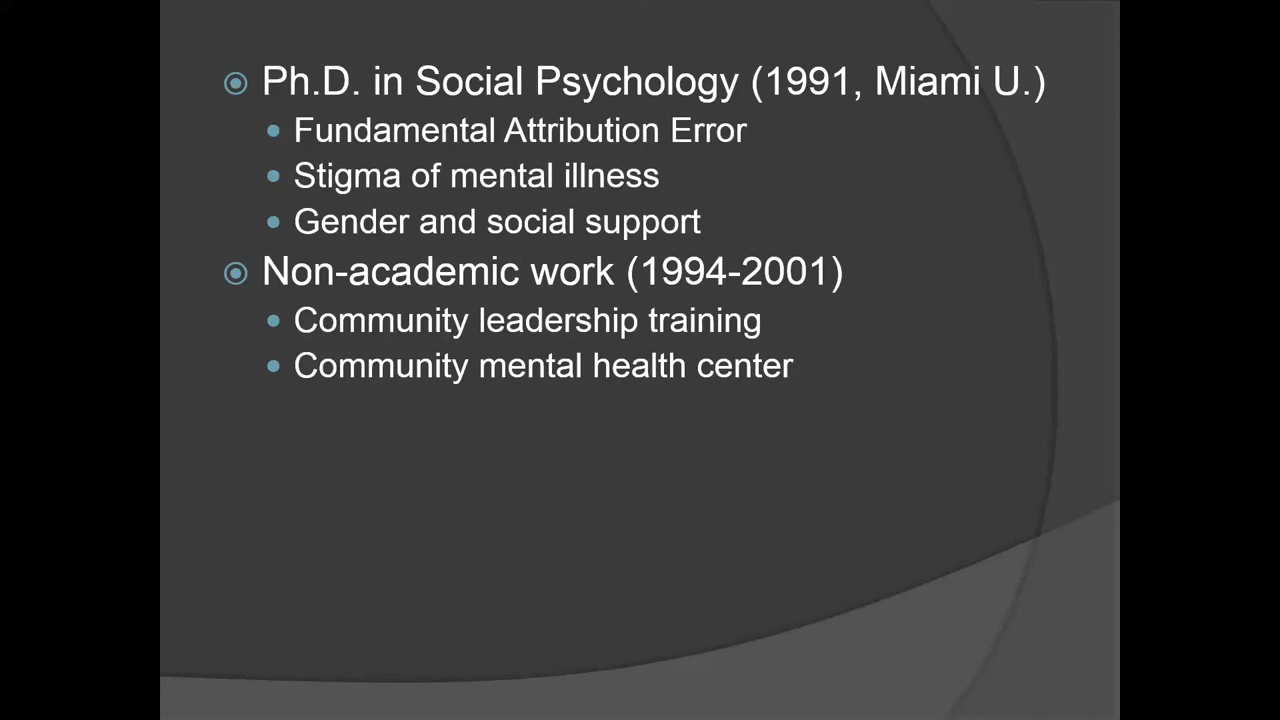 Ph.D. in Social Psychology (1991, Miami U.)
Fundamental Attribution Error
Stigma of mental illness
Gender and social support
Non-academic work (1994-2001)
Community leadership training
Community mental health center